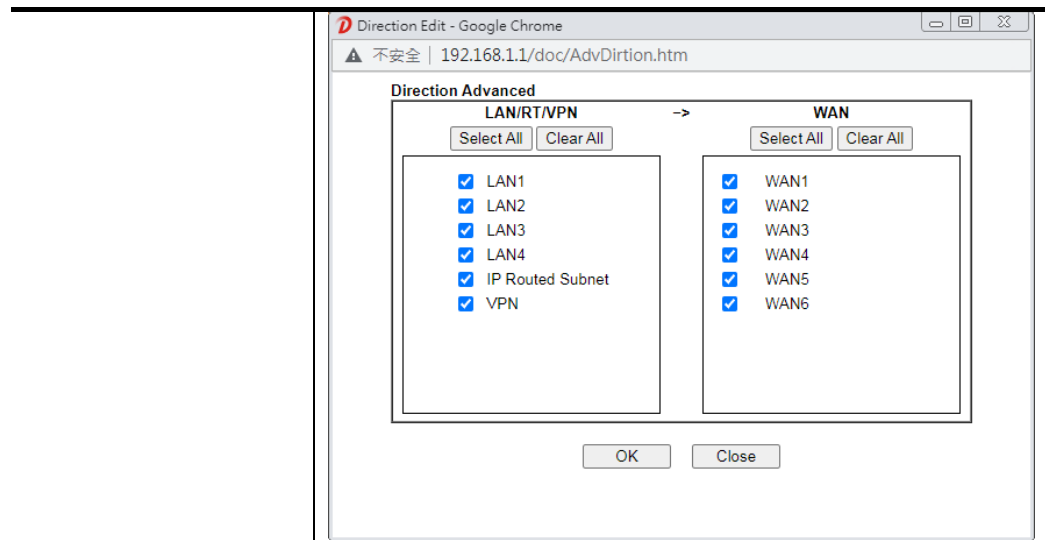 Direction Edit - Google Chrome
不安全 | 192.168.1.1/doc/AdvDirtion.htm
Direction Advanced
LAN/RT/VPN -> WAN
Select All Clear All Select All Clear All
LAN1 WAN1
LAN2 WAN2
LAN3 WAN3
LAN4 WAN4
IP Routed Subnet WAN5
VPN WAN6
OK Close